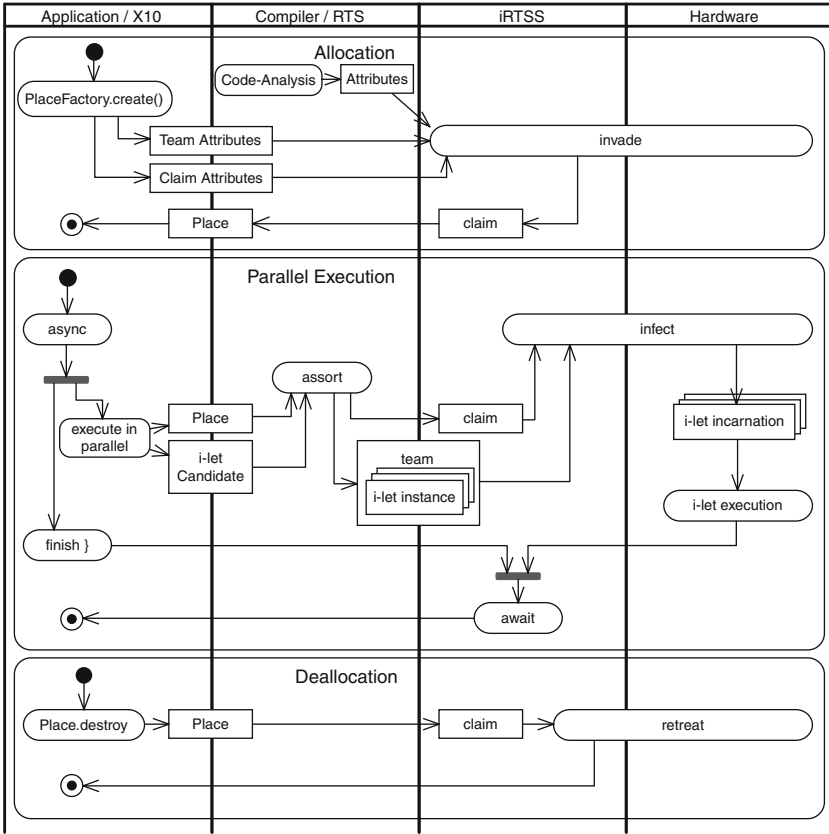 Application / X10
Compiler / RTS
iRTSS
Hardware
Allocation
Code-Analysis
Attributes
PlaceFactory.create()
Team Attributes
invade
Claim Attributes
Place
claim
Parallel Execution
async
infect
assort
execute in
parallel
Place
claim
i-let incarnation
i-let
Candidate
team
i-let instance
i-let execution
finish }
await
Deallocation
Place.destroy
Place
claim
retreat